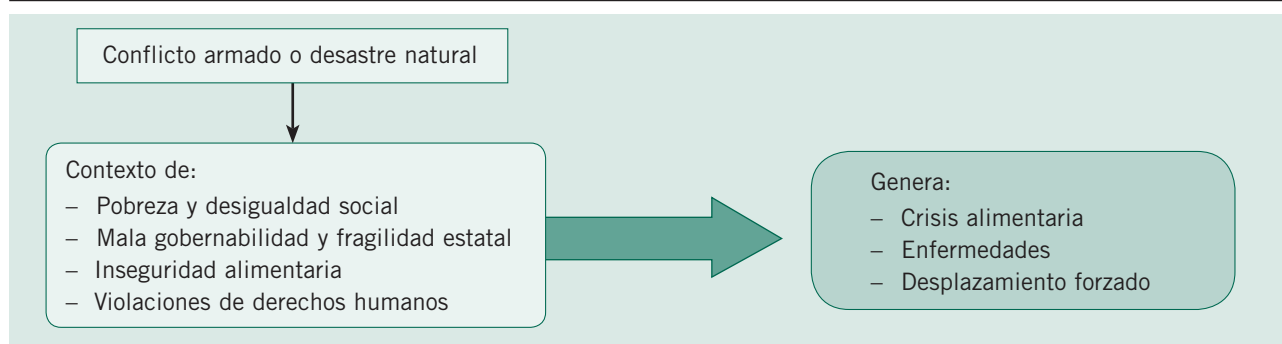 Conflicto armado o desastre natural
Contexto de:
– Pobreza y desigualdad social
– Mala gobernabilidad y fragilidad estatal
– Inseguridad alimentaria
– Violaciones de derechos humanos
Genera:
– Crisis alimentaria
– Enfermedades
– Desplazamiento forzado